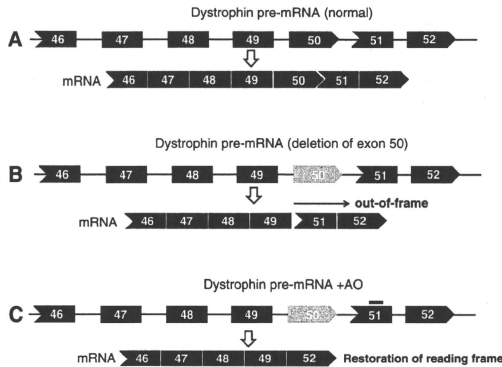 Dystrophin pre-mRNA (normal)
A 46 47 48 49 50 51 52
mRNA 46 47 48 49 50 51 52
Dystrophin pre-mRNA (deletion of exon 50)
B 46 47 48 49 50 51 52
out-of-frame
mRNA 46 47 48 49 51 52
Dystrophin pre-mRNA +AO
C 46 47 48 49 50 51 52
mRNA 46 47 48 49 52 Restoration of reading frame